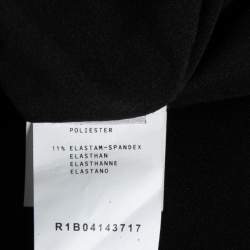 POLIESTER
11% ELASTAM-SPANDEX
ELASTHAN
ELASTHANNE
ELASTANO
R1B04143717